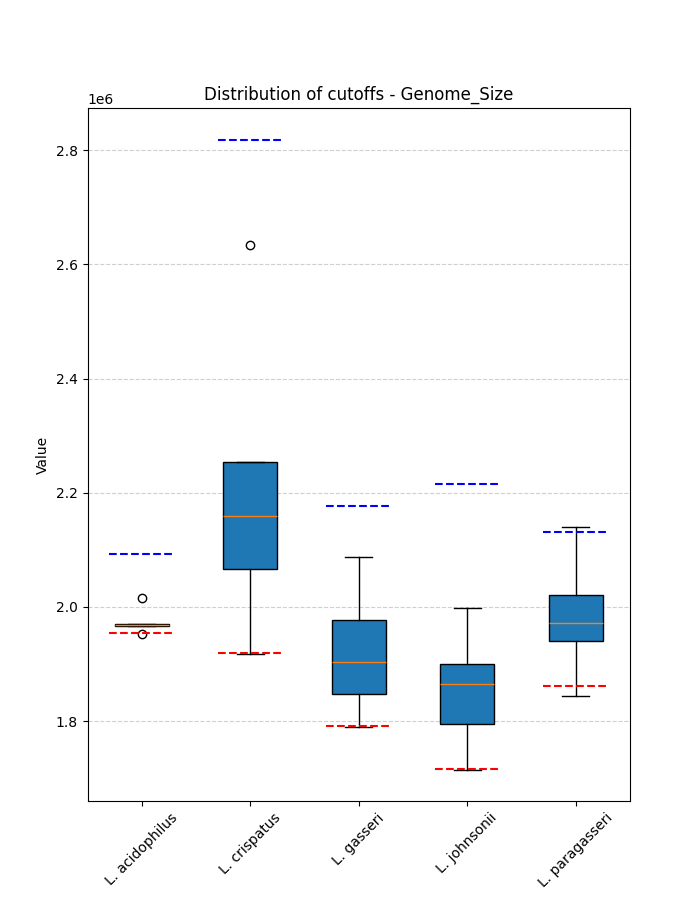 Distribution of cutoffs - Genome_Size
1e6
2.8
2.6
2.4
2.2
2.0
1.8
Value
L. acidophilus
L. crispatus
L. gasseri
L. johnsonii
L. paragasseri